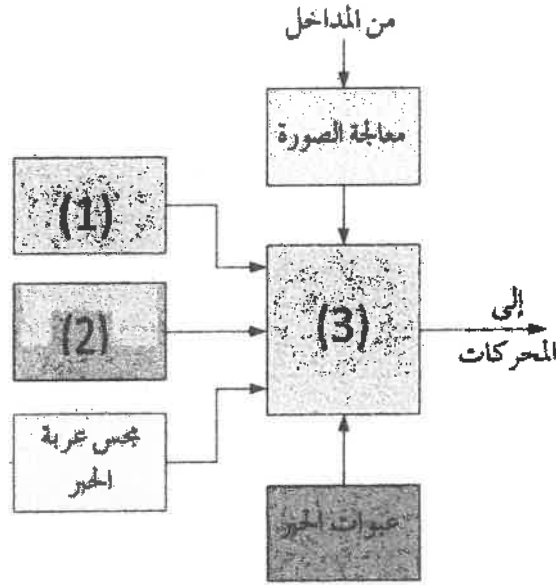 من المداخل
معالجة الصورة
(1)
(2)
(3)
إلى
المحركات
مجس عربة
الحبر
عبوات الحبر